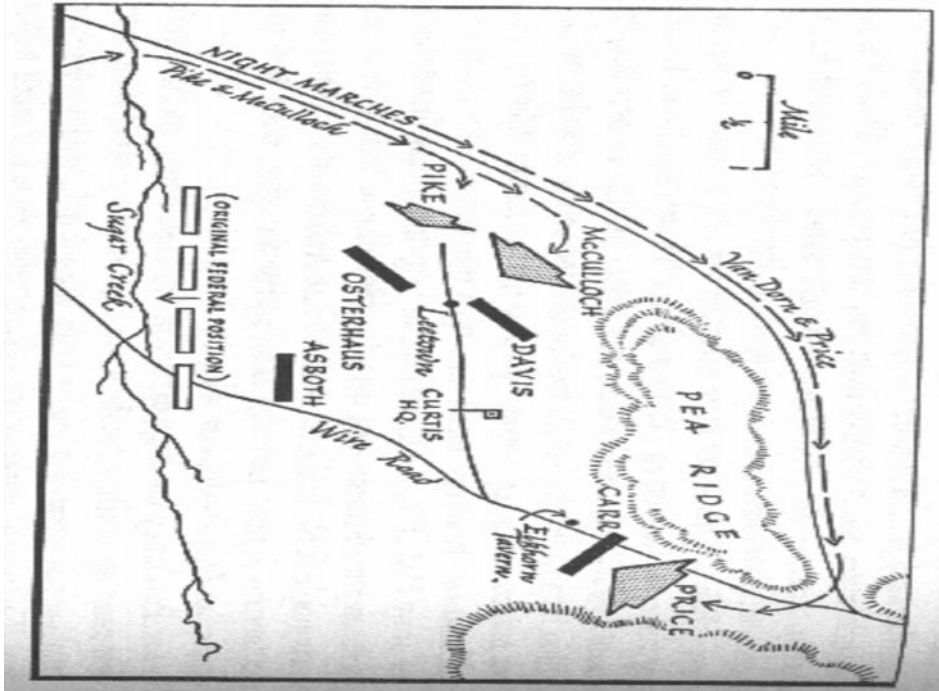 Mile
0 ½ 1
NIGHT MARCHES
Pike & McCulloch
Van Dorn & Price
PIKE
McCULLOCH
PEA RIDGE
DAVIS
OSTERHAUS
Leetown
CURTIS
HQ.
CARR
PRICE
Elkhorn
Tavern.
ASBOTH
(ORIGINAL FEDERAL POSITION)
Wire Road
Sugar Creek